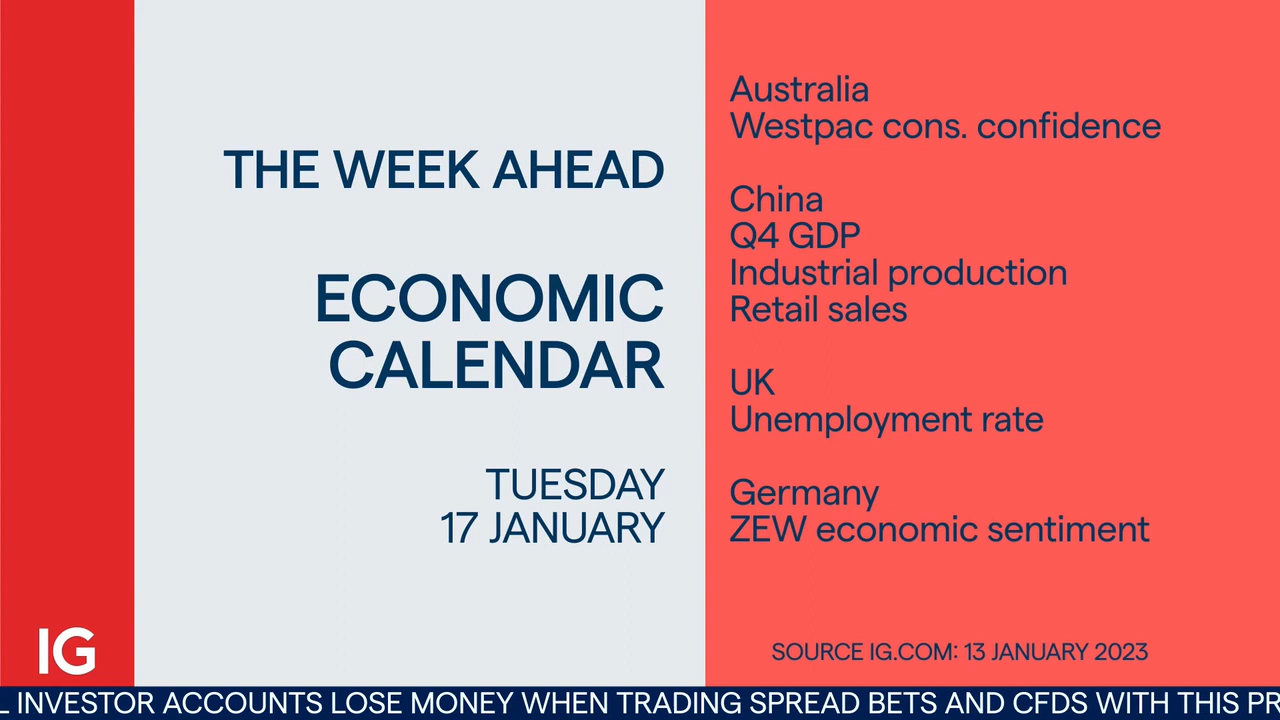 THE WEEK AHEAD
ECONOMIC
CALENDAR
TUESDAY
17 JANUARY
Australia
Westpac cons. confidence
China
Q4 GDP
Industrial production
Retail sales
UK
Unemployment rate
Germany
ZEW economic sentiment
SOURCE IG.COM: 13 JANUARY 2023
IG
INVESTOR ACCOUNTS LOSE MONEY WHEN TRADING SPREAD BETS AND CFDS WITH THIS